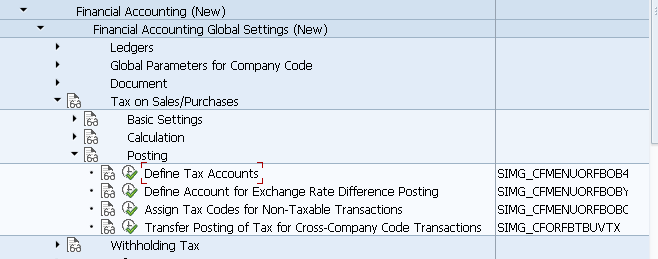 Financial Accounting (New)
Financial Accounting Global Settings (New)
Ledgers
Global Parameters for Company Code
Document
Tax on Sales/Purchases
Basic Settings
Calculation
Posting
Define Tax Accounts SIMG_CFMENUORFBOB4
Define Account for Exchange Rate Difference Posting SIMG_CFMENUORFBOBY
Assign Tax Codes for Non-Taxable Transactions SIMG_CFMENUORFBOBC
Transfer Posting of Tax for Cross-Company Code Transactions SIMG_CFORFBTBUVTX
Withholding Tax